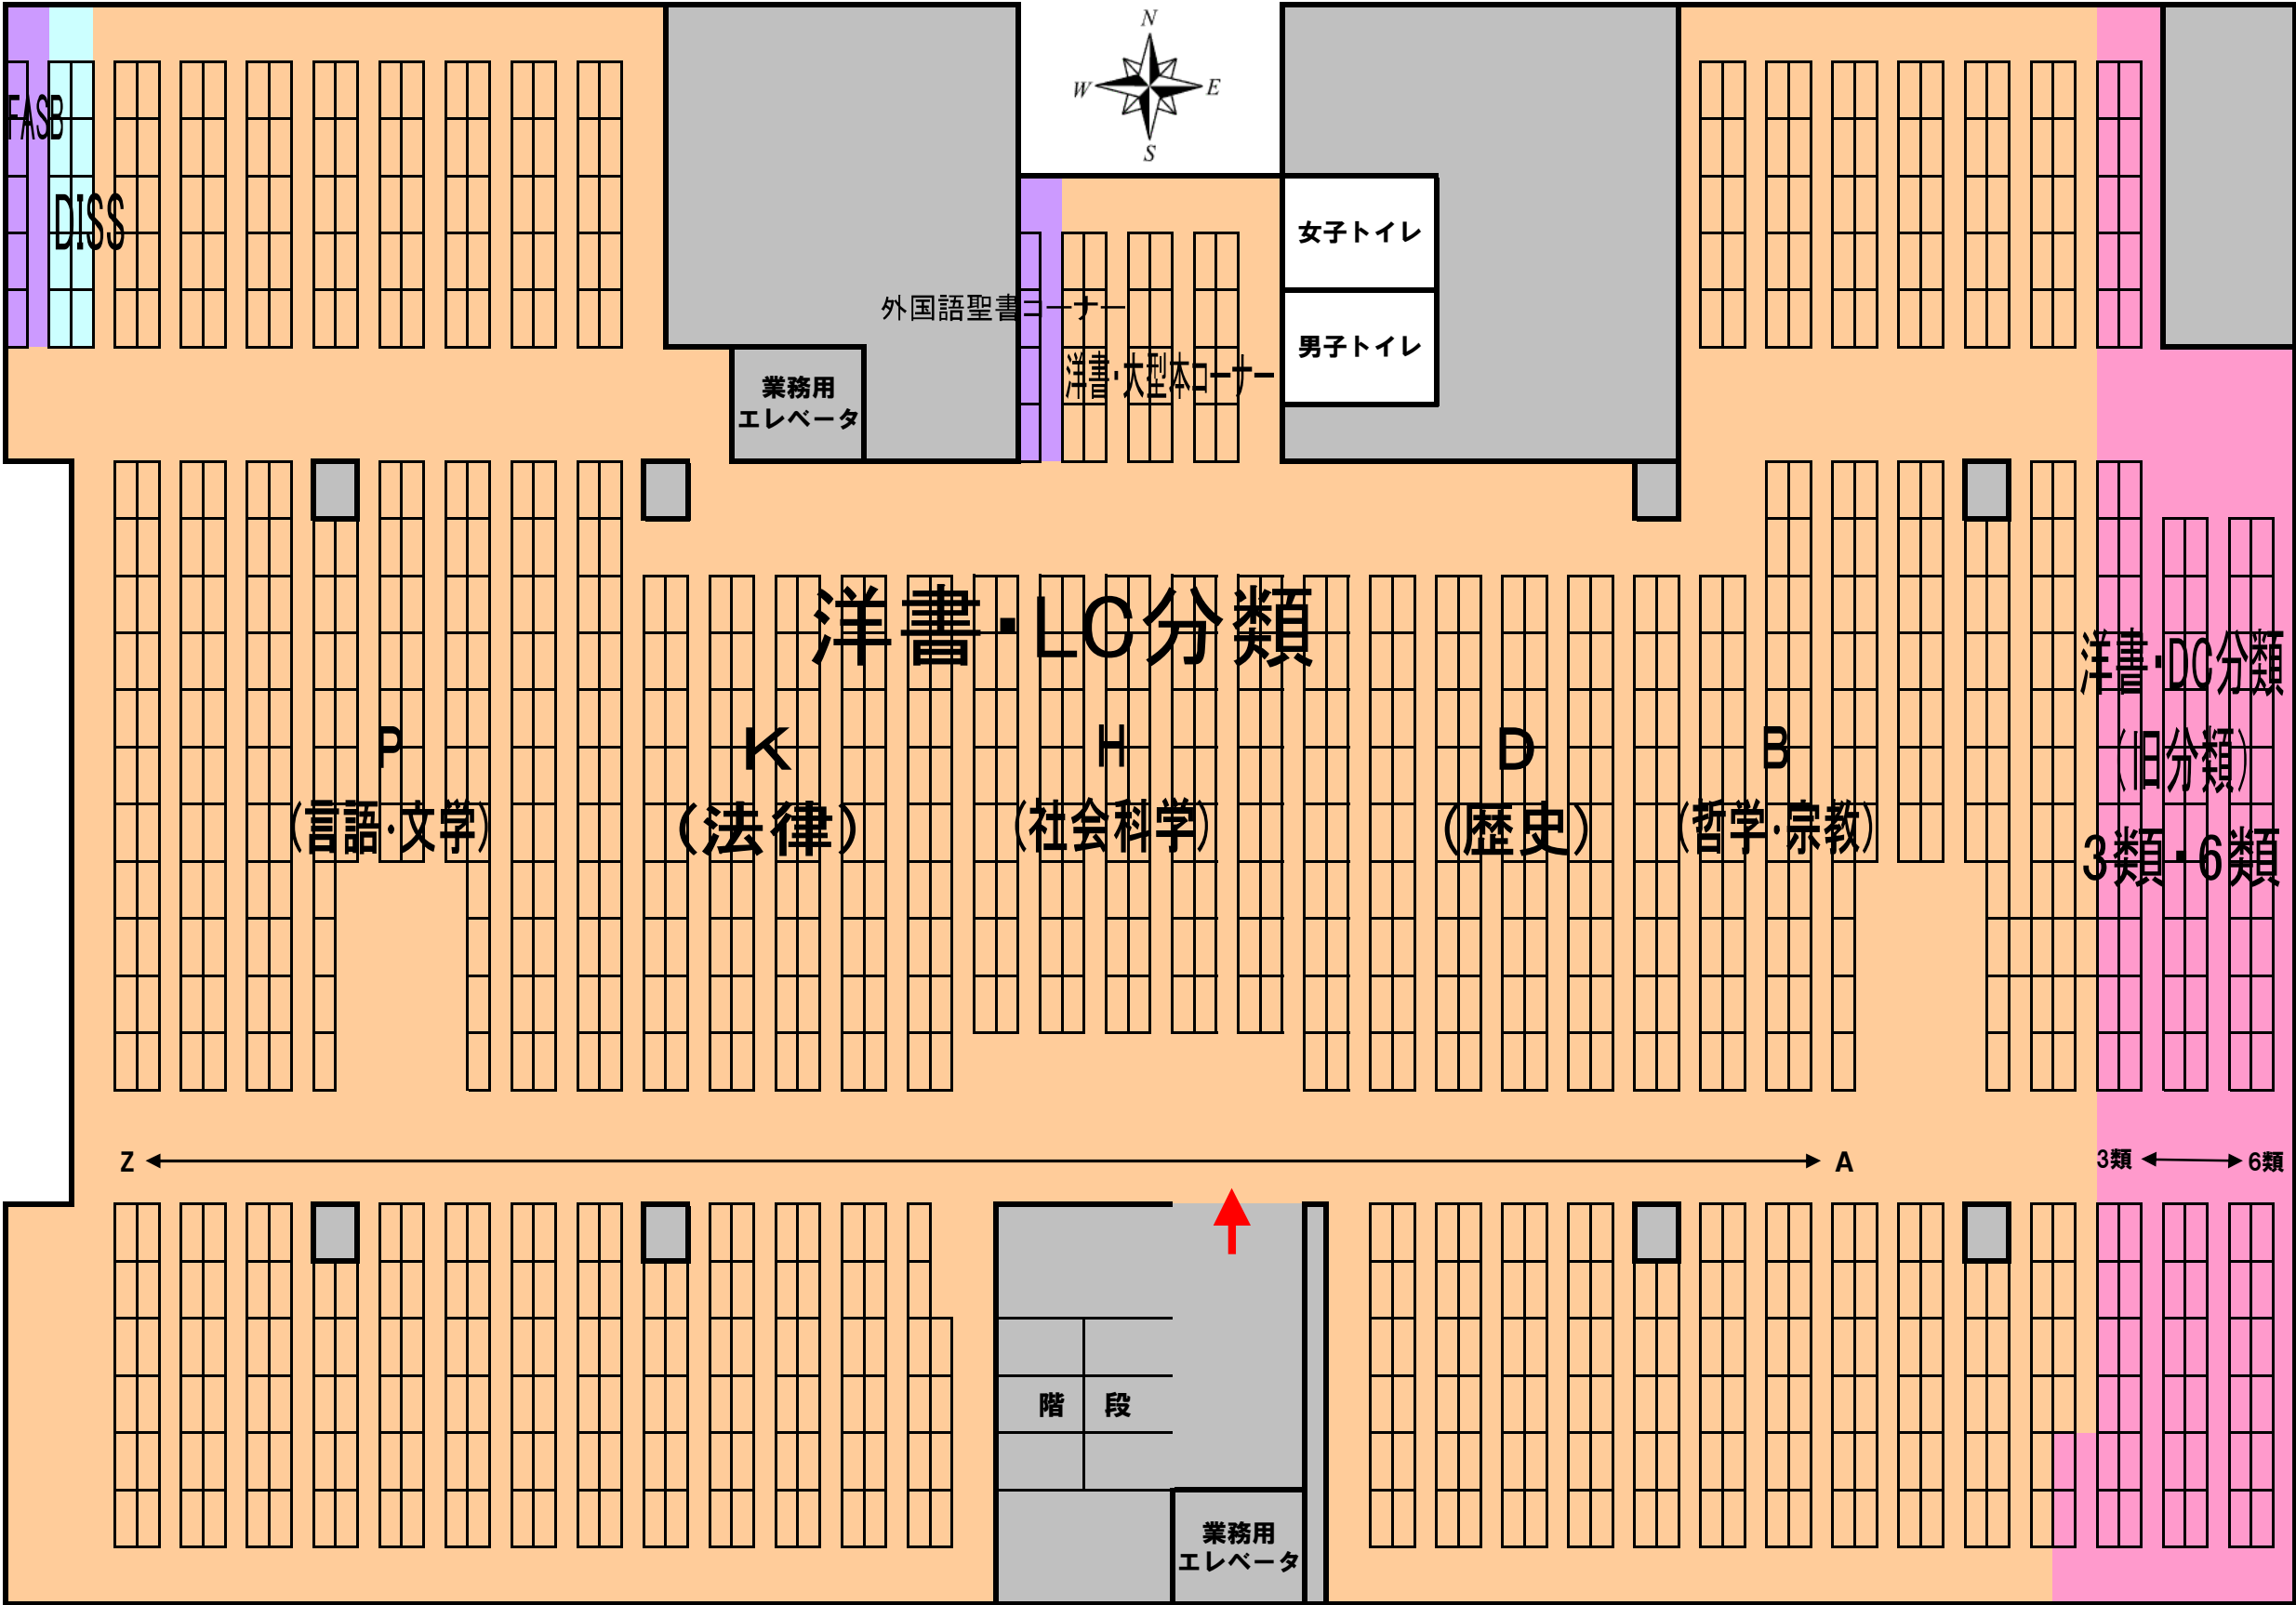 N
W E
S
FASB
DISS
女子トイレ
外国語聖書コーナー
男子トイレ
洋書・大型本コーナー
業務用
エレベータ
洋書・LC分類
洋書・DC分類
(旧分類)
3類・6類
P
(言語・文学)
K
(法律)
H
(社会科学)
D
(歴史)
B
(哲学・宗教)
Z A
3類 6類
階段
業務用
エレベータ